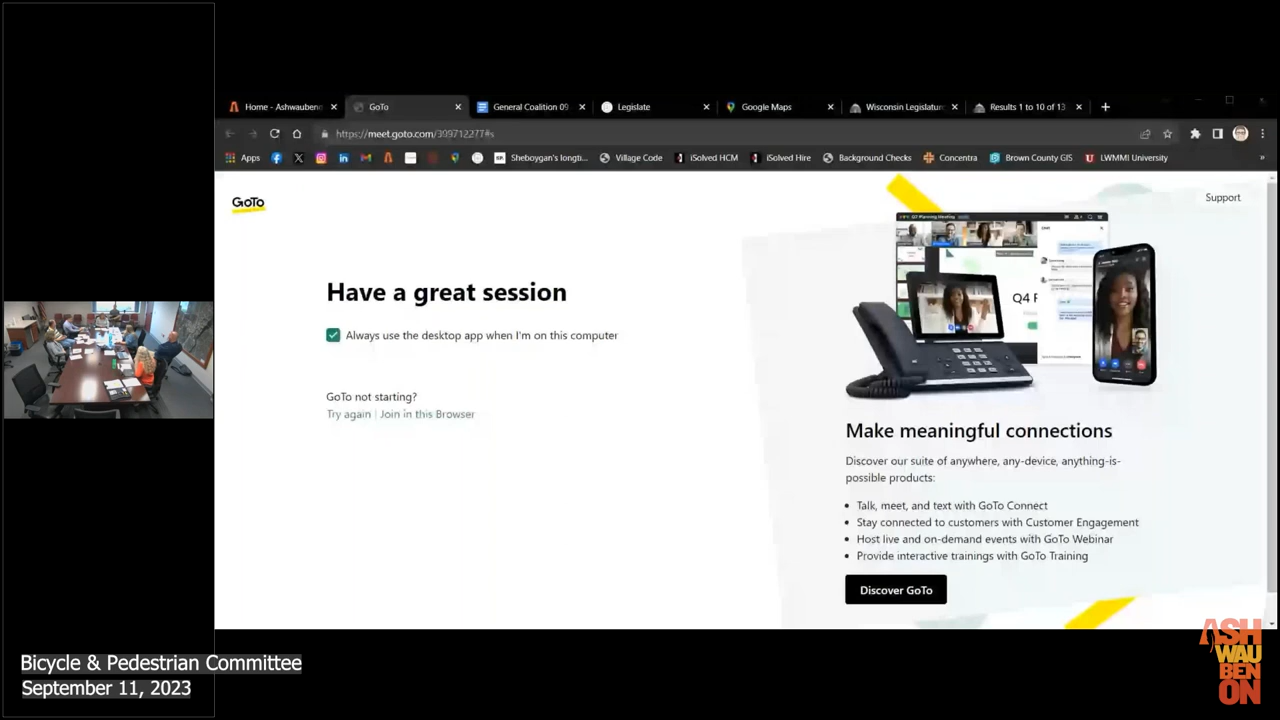 Home - Ashwauben
GoTo
General Coalition 09
Legislate
Google Maps
Wisconsin Legislatur
Results 1 to 10 of 13
https://meet.goto.com/399712277#s
Apps
Sheboygan's longti...
Village Code
iSolved HCM
iSolved Hire
Background Checks
Concentra
Brown County GIS
LWMMI University
GoTo
Support
Have a great session
Always use the desktop app when I'm on this computer
GoTo not starting?
Try again | Join in this Browser
Q4
Make meaningful connections
Discover our suite of anywhere, any-device, anything-is-
possible products:
• Talk, meet, and text with GoTo Connect
• Stay connected to customers with Customer Engagement
• Host live and on-demand events with GoTo Webinar
• Provide interactive trainings with GoTo Training
Discover GoTo
Bicycle & Pedestrian Committee
September 11, 2023
ASH
WAU
BEN
ON